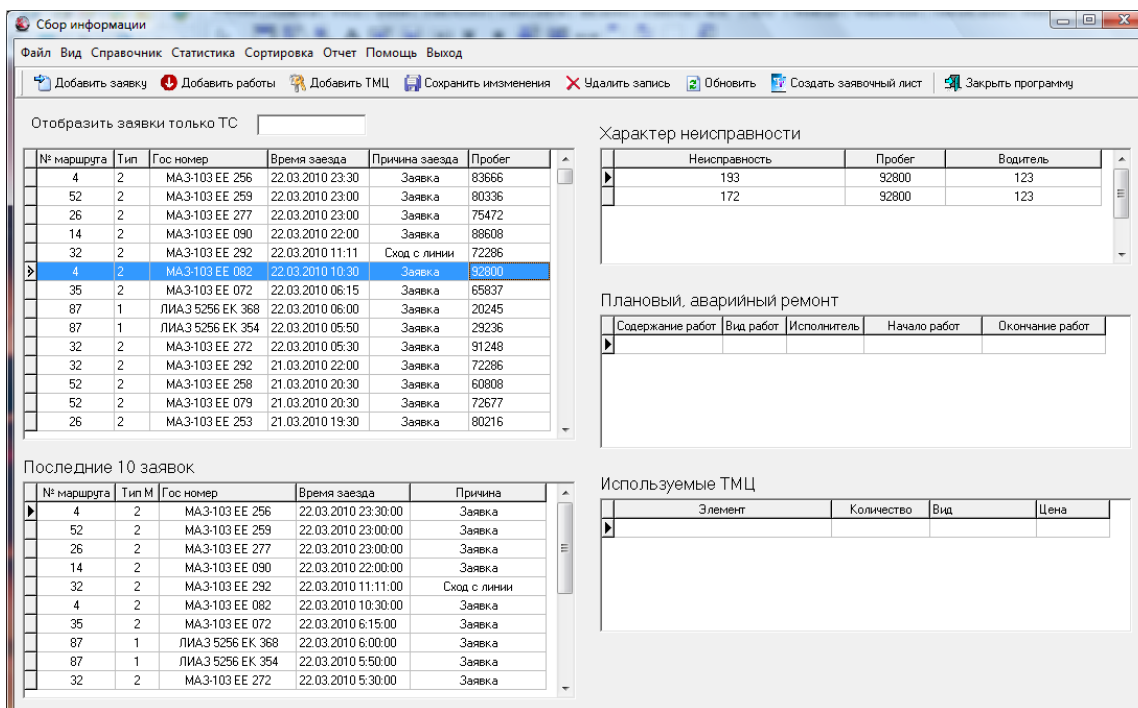 Сбор информации
Файл Вид Справочник Статистика Сортировка Отчет Помощь Выход
Добавить заявку Добавить работы Добавить ТМЦ Сохранить имзменения Удалить запись Обновить Создать заявочный лист Закрыть программу
Отобразить заявки только ТС
№ маршрута Тип Гос номер Время заезда Причина заезда Пробег
4 2 МАЗ-103 ЕЕ 256 22.03.2010 23:30 Заявка 83666
52 2 МАЗ-103 ЕЕ 259 22.03.2010 23:00 Заявка 80336
26 2 МАЗ-103 ЕЕ 277 22.03.2010 23:00 Заявка 75472
14 2 МАЗ-103 ЕЕ 090 22.03.2010 22:00 Заявка 88608
32 2 МАЗ-103 ЕЕ 292 22.03.2010 11:11 Сход с линии 72286
4 2 МАЗ-103 ЕЕ 082 22.03.2010 10:30 Заявка 92800
35 2 МАЗ-103 ЕЕ 072 22.03.2010 06:15 Заявка 65837
87 1 ЛИАЗ 5256 ЕК 368 22.03.2010 06:00 Заявка 20245
87 1 ЛИАЗ 5256 ЕК 354 22.03.2010 05:50 Заявка 29236
32 2 МАЗ-103 ЕЕ 272 22.03.2010 05:30 Заявка 91248
32 2 МАЗ-103 ЕЕ 292 21.03.2010 22:00 Заявка 72286
52 2 МАЗ-103 ЕЕ 258 21.03.2010 20:30 Заявка 60808
52 2 МАЗ-103 ЕЕ 079 21.03.2010 20:30 Заявка 72677
26 2 МАЗ-103 ЕЕ 253 21.03.2010 19:30 Заявка 80216
Последние 10 заявок
№ маршрута Тип М Гос номер Время заезда Причина
4 2 МАЗ-103 ЕЕ 256 22.03.2010 23:30:00 Заявка
52 2 МАЗ-103 ЕЕ 259 22.03.2010 23:00:00 Заявка
26 2 МАЗ-103 ЕЕ 277 22.03.2010 23:00:00 Заявка
14 2 МАЗ-103 ЕЕ 090 22.03.2010 22:00:00 Заявка
32 2 МАЗ-103 ЕЕ 292 22.03.2010 11:11:00 Сход с линии
4 2 МАЗ-103 ЕЕ 082 22.03.2010 10:30:00 Заявка
35 2 МАЗ-103 ЕЕ 072 22.03.2010 6:15:00 Заявка
87 1 ЛИАЗ 5256 ЕК 368 22.03.2010 6:00:00 Заявка
87 1 ЛИАЗ 5256 ЕК 354 22.03.2010 5:50:00 Заявка
32 2 МАЗ-103 ЕЕ 272 22.03.2010 5:30:00 Заявка
Характер неисправности
Неисправность Пробег Водитель
193 92800 123
172 92800 123
Плановый, аварийный ремонт
Содержание работ Вид работ Исполнитель Начало работ Окончание работ
Используемые ТМЦ
Элемент Количество Вид Цена